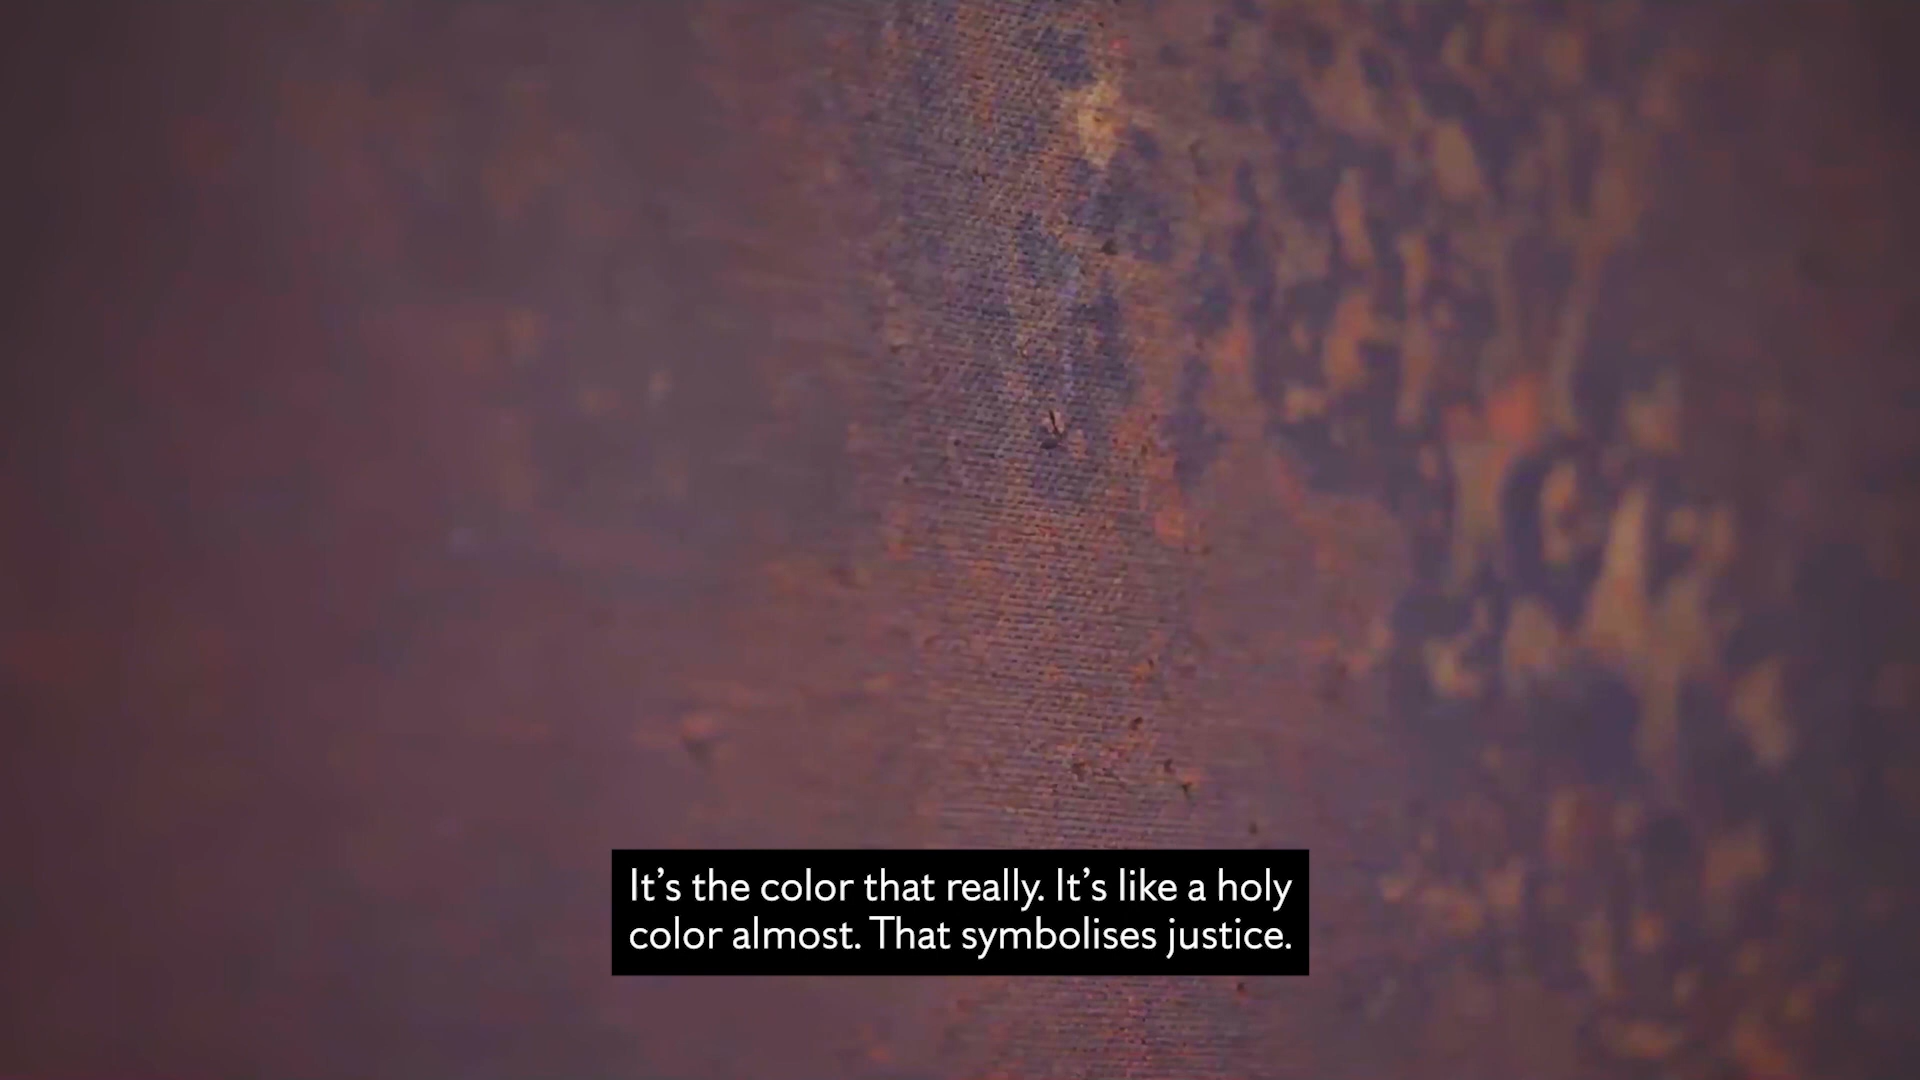 It’s the color that really. It’s like a holy
color almost. That symbolises justice.